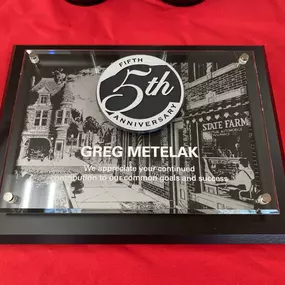 FIFTH
5th
ANNIVERSARY
STATE FARM
GREG METELAK
We appreciate your continued
contribution to our common goals and success